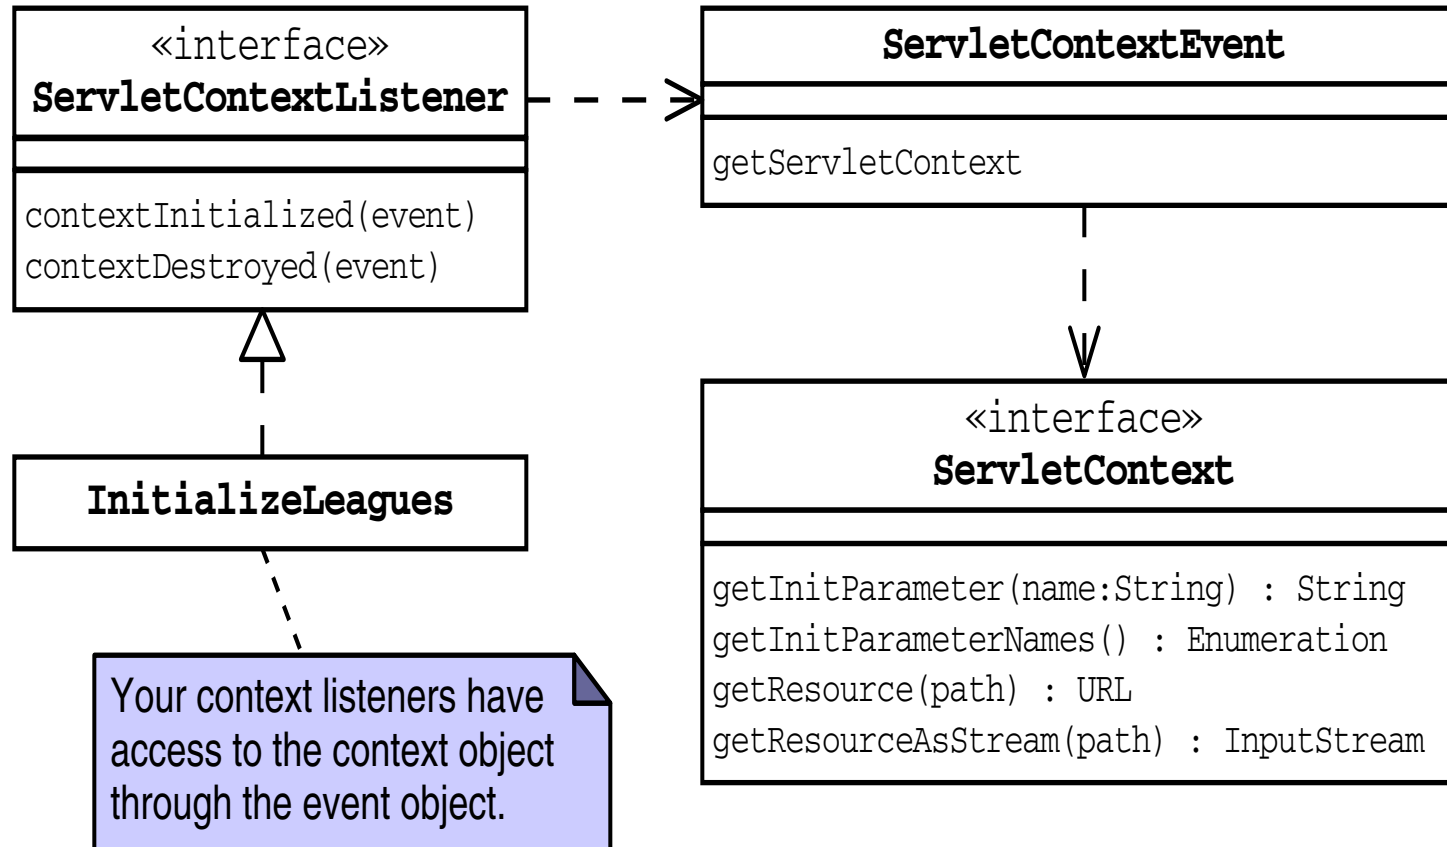 «interface»
ServletContextListener
contextInitialized(event)
contextDestroyed(event)
ServletContextEvent
getServletContext
InitializeLeagues
«interface»
ServletContext
getInitParameter(name:String) : String
getInitParameterNames() : Enumeration
getResource(path) : URL
getResourceAsStream(path) : InputStream
Your context listeners have
access to the context object
through the event object.